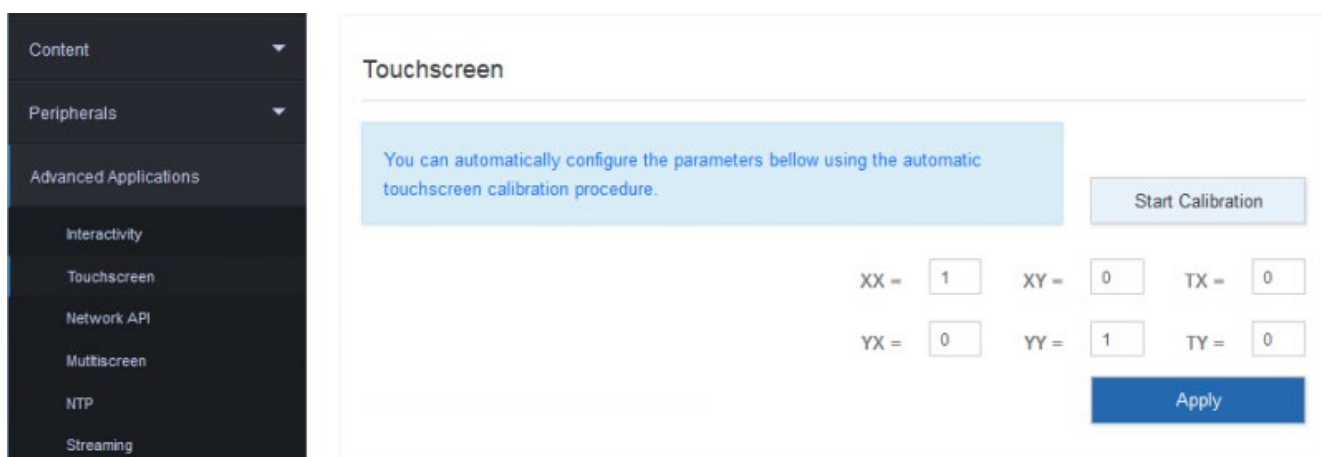 Content
Peripherals
Advanced Applications
Interactivity
Touchscreen
Network API
Muttiscreen
NTP
Streaming
Touchscreen
You can automatically configure the parameters bellow using the automatic
touchscreen calibration procedure.
Start Calibration
XX = 1 XY = 0 TX = 0
YX = 0 YY = 1 TY = 0
Apply